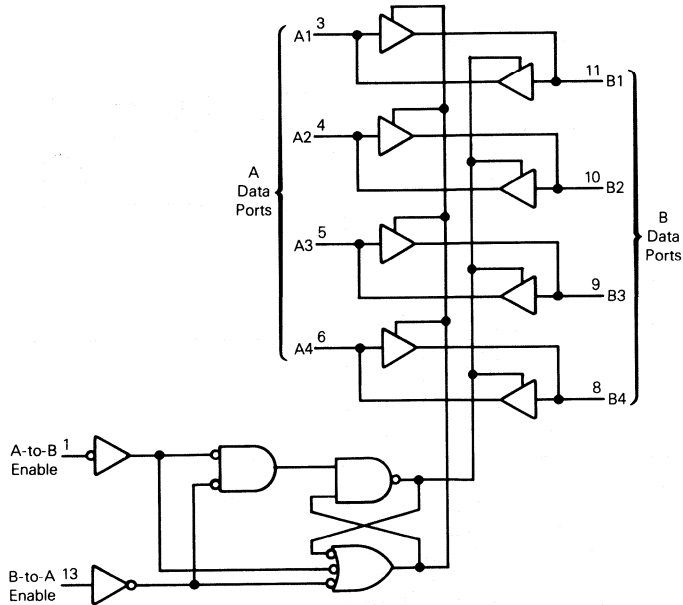 A1 3
11 B1
A2 4
10 B2
A
Data
Ports
B
Data
Ports
A3 5
9 B3
A4 6
8 B4
A-to-B 1
Enable
B-to-A 13
Enable